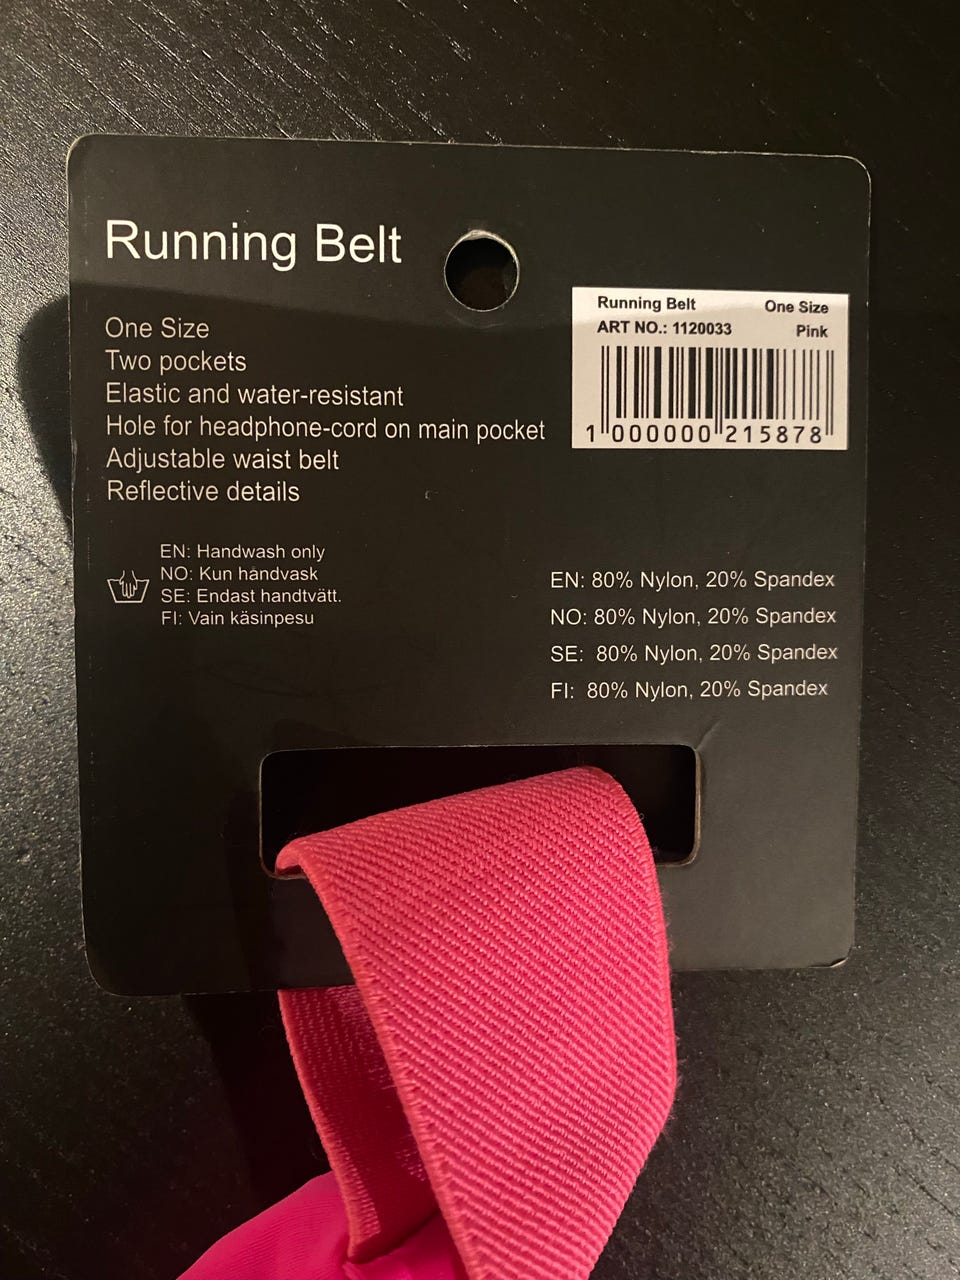 Running Belt
One Size
Two pockets
Elastic and water-resistant
Hole for headphone-cord on main pocket
Adjustable waist belt
Reflective details
Running Belt One Size
ART NO.: 1120033 Pink
1 000000 215878
EN: Handwash only
NO: Kun håndvask
SE: Endast handtvätt.
FI: Vain käsinpesu
EN: 80% Nylon, 20% Spandex
NO: 80% Nylon, 20% Spandex
SE: 80% Nylon, 20% Spandex
FI: 80% Nylon, 20% Spandex